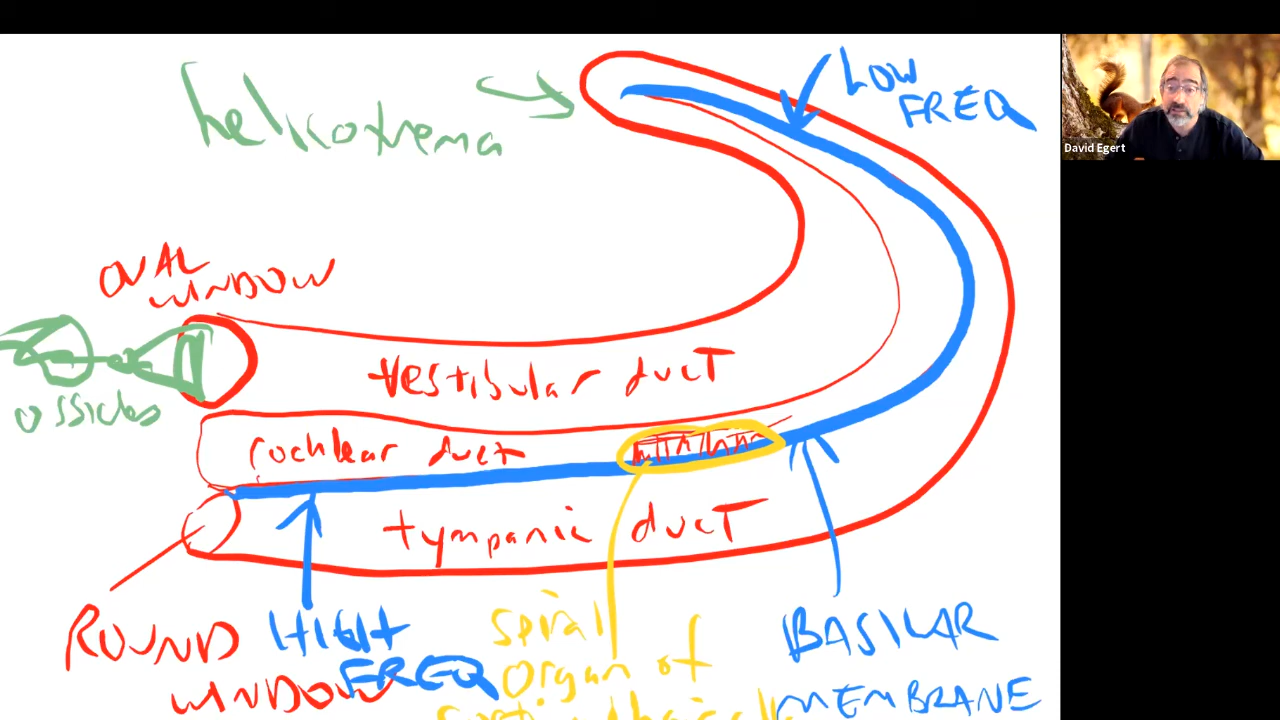 helicotrema
LOW
FREQ
David Egert
OVAL
WINDOW
vestibular duct
ossicles
cochlear duct
tympanic duct
ROUND
WINDOW
HIGH
FREQ
spiral
organ of
BASILAR
MEMBRANE